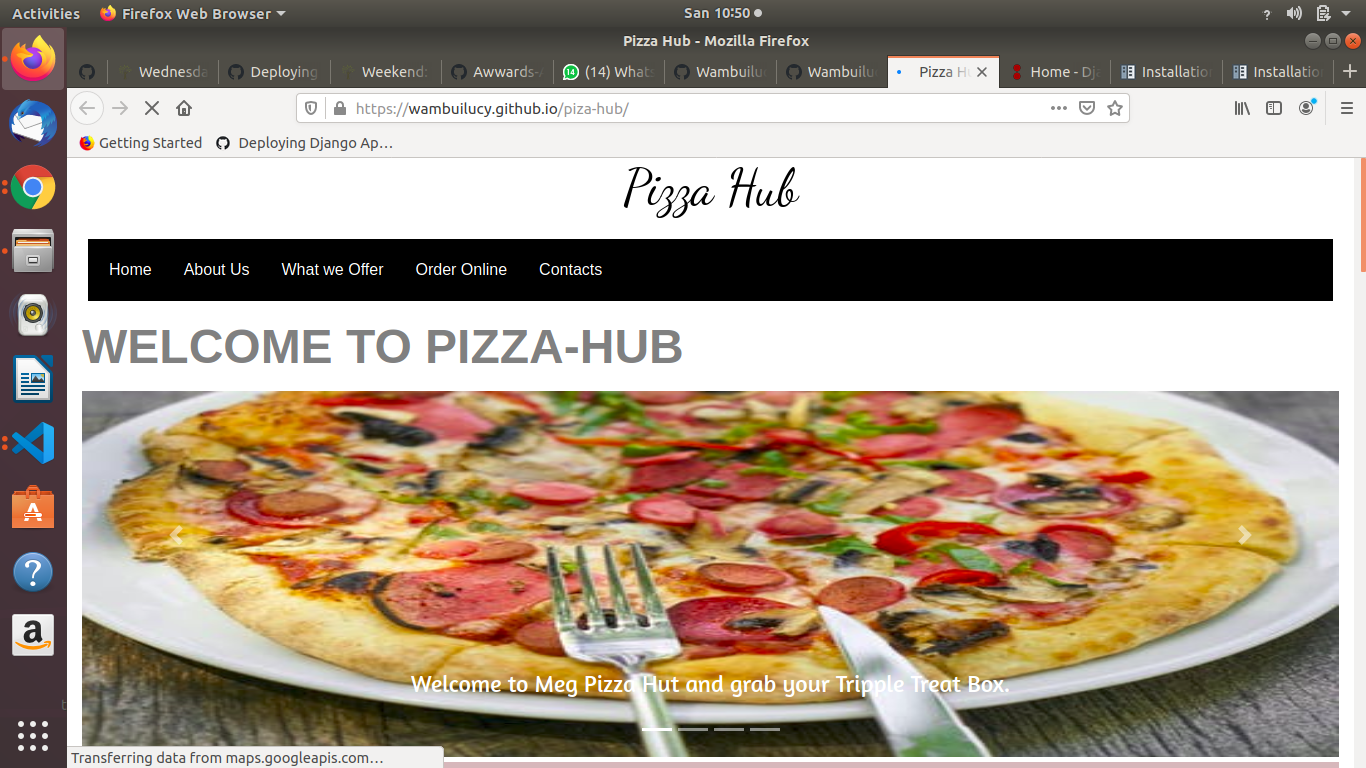 Activities Firefox Web Browser San 10:50
Pizza Hub - Mozilla Firefox
Wednesda Deploying Weekend: Awwards- (14) Whats Wambuilu Wambuilu Pizza H Home - Dj Installatio Installatio
https://wambuilucy.github.io/piza-hub/
Getting Started Deploying Django Ap…
Pizza Hub
Home About Us What we Offer Order Online Contacts
WELCOME TO PIZZA-HUB
Welcome to Meg Pizza Hut and grab your Tripple Treat Box.
Transferring data from maps.googleapis.com…